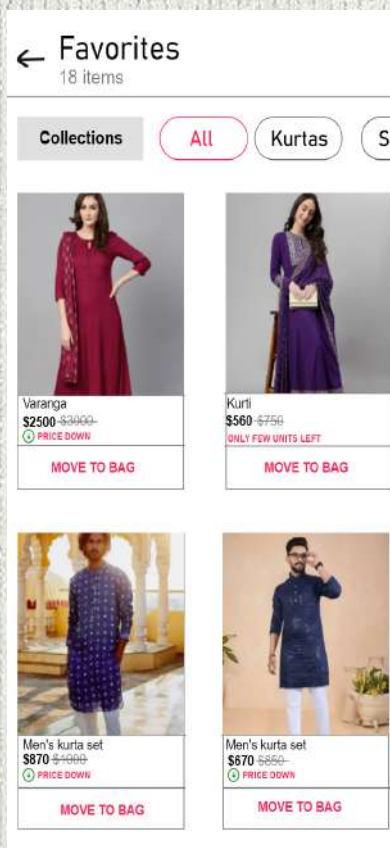 Favorites
18 items
Collections
All
Kurtas
S
Varanga
$2500 $3000
PRICE DOWN
MOVE TO BAG
Kurti
$560 $750
ONLY FEW UNITS LEFT
MOVE TO BAG
Men's kurta set
$870 $1000
PRICE DOWN
MOVE TO BAG
Men's kurta set
$670 $850
PRICE DOWN
MOVE TO BAG